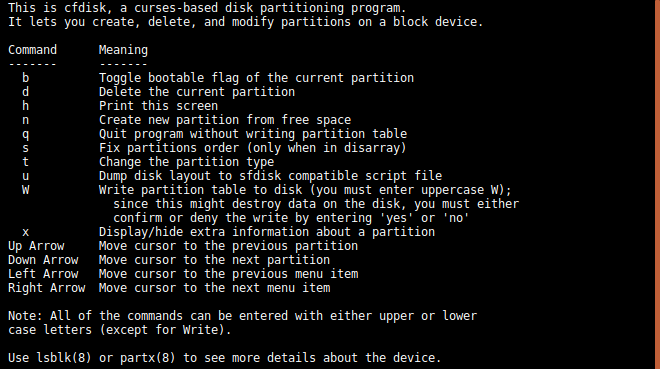 This is cfdisk, a curses-based disk partitioning program.
It lets you create, delete, and modify partitions on a block device.
Command Meaning
------- -------
b Toggle bootable flag of the current partition
d Delete the current partition
h Print this screen
n Create new partition from free space
q Quit program without writing partition table
s Fix partitions order (only when in disarray)
t Change the partition type
u Dump disk layout to sfdisk compatible script file
W Write partition table to disk (you must enter uppercase W);
since this might destroy data on the disk, you must either
confirm or deny the write by entering 'yes' or 'no'
x Display/hide extra information about a partition
Up Arrow Move cursor to the previous partition
Down Arrow Move cursor to the next partition
Left Arrow Move cursor to the previous menu item
Right Arrow Move cursor to the next menu item
Note: All of the commands can be entered with either upper or lower
case letters (except for Write).
Use lsblk(8) or partx(8) to see more details about the device.